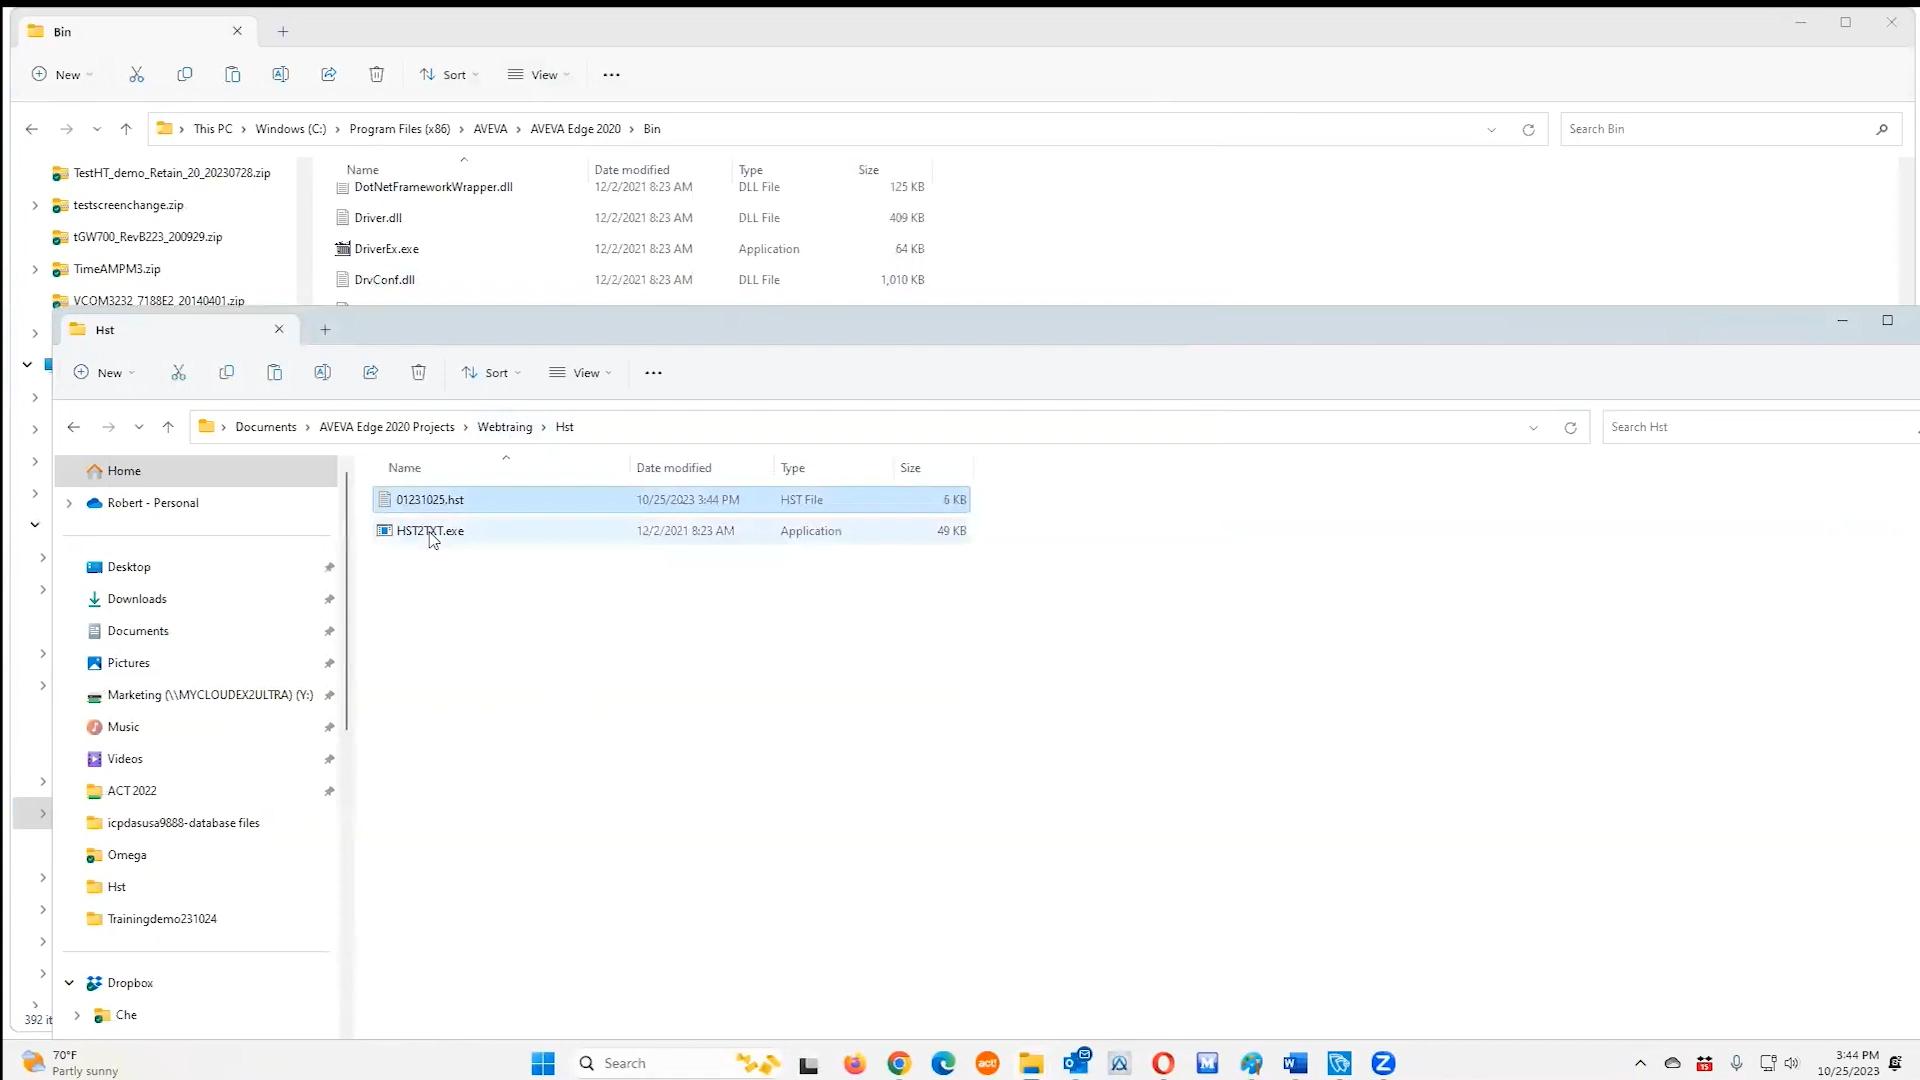 Bin
New
Sort
View
This PC > Windows (C:) > Program Files (x86) > AVEVA > AVEVA Edge 2020 > Bin
Search Bin
TestHT_demo_Retain_20_20230728.zip
testscreenchange.zip
tGW700_RevB223_200929.zip
TimeAMPM3.zip
VCOM3232_7188E2_20140401.zip
Name Date modified Type Size
DotNetFrameworkWrapper.dll 12/2/2021 8:23 AM DLL File 125 KB
Driver.dll 12/2/2021 8:23 AM DLL File 409 KB
DriverEx.exe 12/2/2021 8:23 AM Application 64 KB
DrvConf.dll 12/2/2021 8:23 AM DLL File 1,010 KB
Hst
New
Sort
View
Documents > AVEVA Edge 2020 Projects > Webtraing > Hst
Search Hst
Name Date modified Type Size
01231025.hst 10/25/2023 3:44 PM HST File 6 KB
HST2TXT.exe 12/2/2021 8:23 AM Application 49 KB
Home
Robert - Personal
Desktop
Downloads
Documents
Pictures
Marketing (\\MYCLOUDEX2ULTRA) (Y:)
Music
Videos
ACT 2022
icpdasusa9888-database files
Omega
Hst
Trainingdemo231024
Dropbox
Che
392 it
70°F
Partly sunny
Search
act!
M
W
Z
15
3:44 PM
10/25/2023